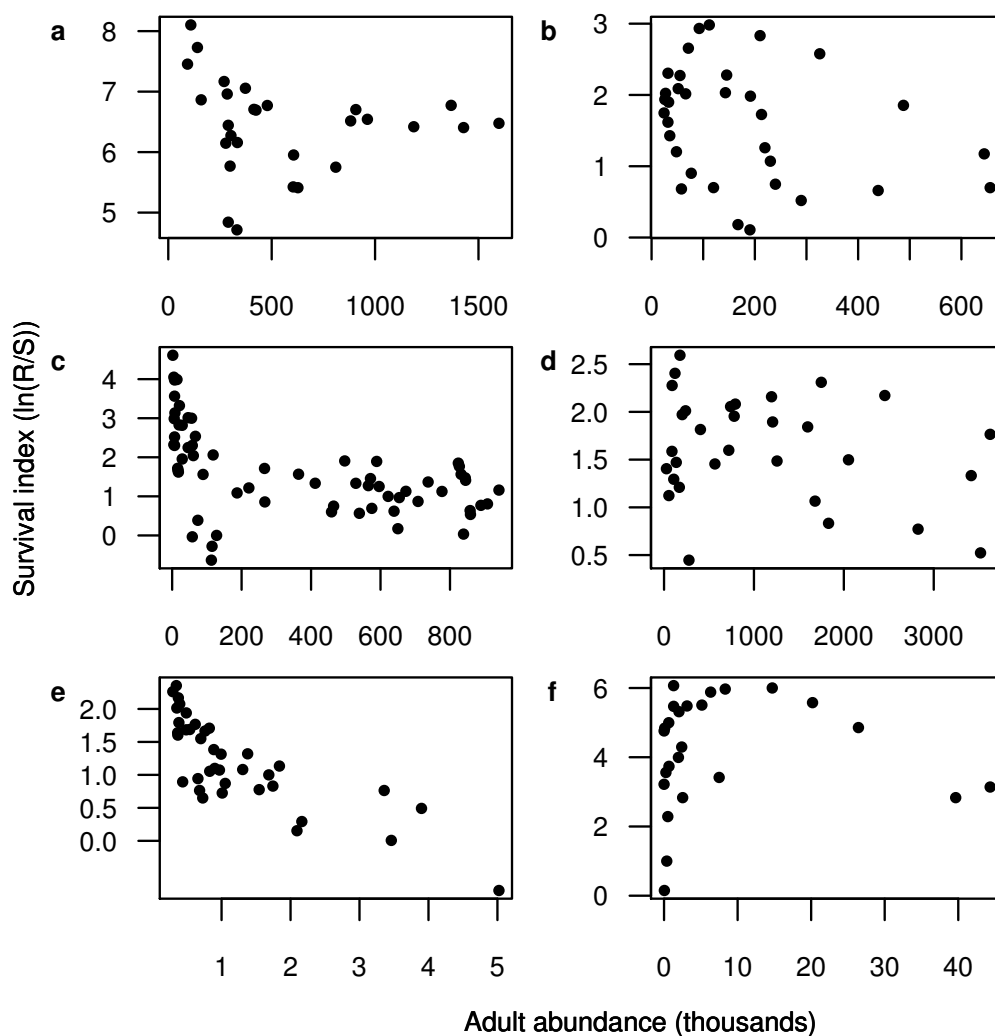 a
8
7
6
5
0 500 1000 1500
b
3
2
1
0
0 200 400 600
c
4
3
2
1
0
0 200 400 600 800
d
2.5
2.0
1.5
1.0
0.5
0 1000 2000 3000
e
2.0
1.5
1.0
0.5
0.0
1 2 3 4 5
f
6
4
2
0
0 10 20 30 40
Survival index (ln(R/S))
Adult abundance (thousands)